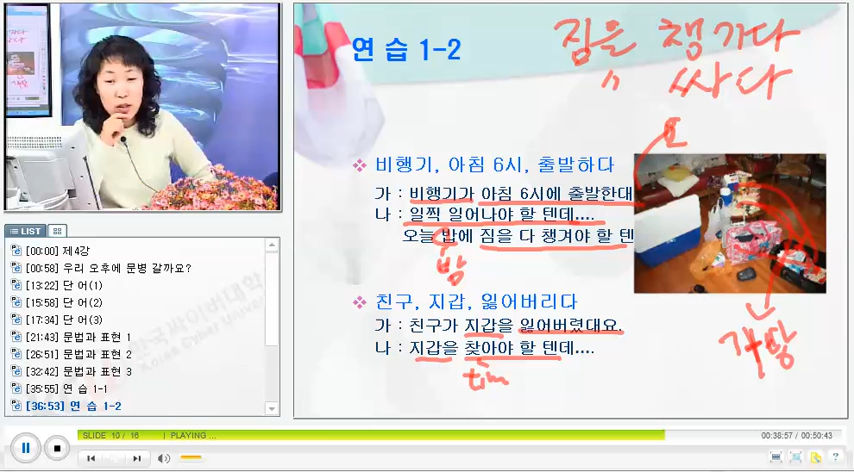 연습 1-2
짐을 챙기다
싸다
❖ 비행기, 아침 6시, 출발하다
가 : 비행기가 아침 6시에 출발한대
나 : 일찍 일어나야 할 텐데....
오늘 밤에 짐을 다 챙겨야 할 텐
밤
❖ 친구, 지갑, 잃어버리다
가 : 친구가 지갑을 잃어버렸대요.
나 : 지갑을 찾아야 할 텐데....
tìm
LIST
[00:00] 제4강
[00:58] 우리 오후에 문병 갈까요?
[13:22] 단 어(1)
[15:58] 단 어(2)
[17:34] 단 어(3)
[21:43] 문법과 표현 1
[26:51] 문법과 표현 2
[32:42] 문법과 표현 3
[35:55] 연 습 1-1
[36:53] 연 습 1-2
SLIDE 10 / 16 | PLAYING ...
00:38:57 / 00:50:43